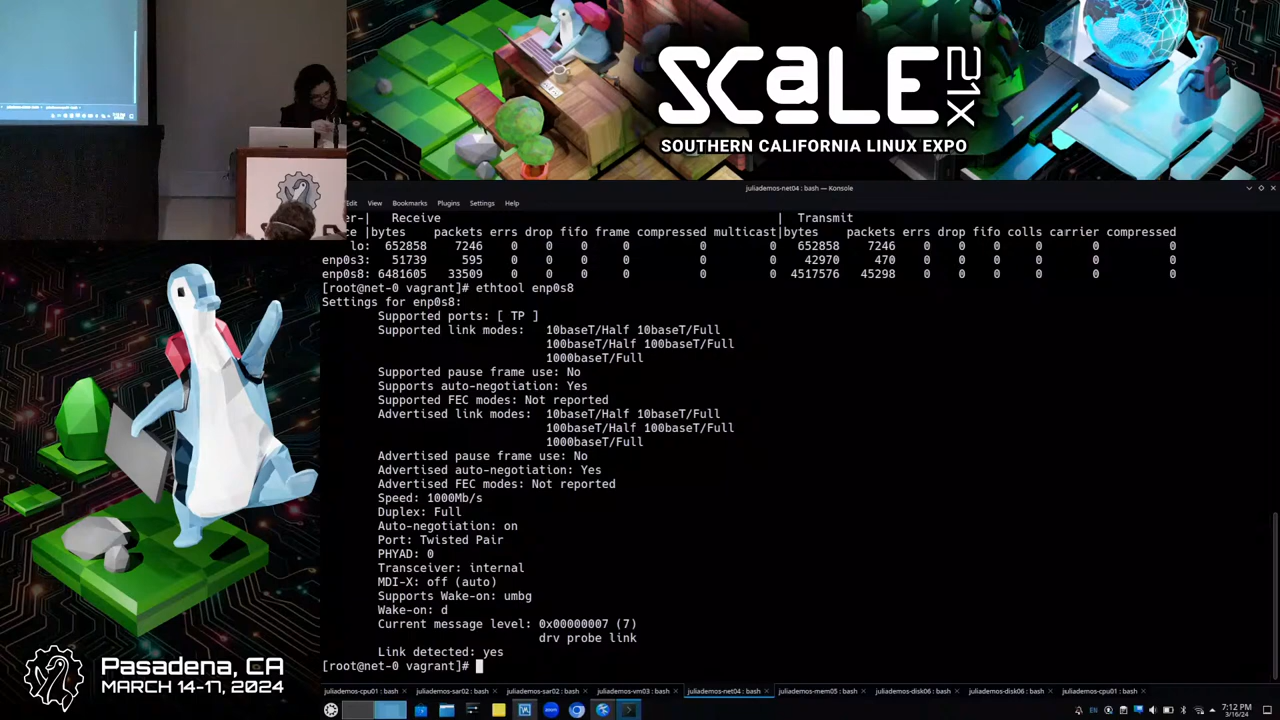 SCALE 21X
SOUTHERN CALIFORNIA LINUX EXPO
juliademos-net04 : bash — Konsole
Edit View Bookmarks Plugins Settings Help
| Receive | Transmit
|bytes packets errs drop fifo frame compressed multicast|bytes packets errs drop fifo colls carrier compressed
lo: 652858 7246 0 0 0 0 0 0 652858 7246 0 0 0 0 0 0
enp0s3: 51739 595 0 0 0 0 0 0 42970 470 0 0 0 0 0 0
enp0s8: 6481605 33509 0 0 0 0 0 0 4517576 45298 0 0 0 0 0 0
[root@net-0 vagrant]# ethtool enp0s8
Settings for enp0s8:
Supported ports: [ TP ]
Supported link modes: 10baseT/Half 10baseT/Full
100baseT/Half 100baseT/Full
1000baseT/Full
Supported pause frame use: No
Supports auto-negotiation: Yes
Supported FEC modes: Not reported
Advertised link modes: 10baseT/Half 10baseT/Full
100baseT/Half 100baseT/Full
1000baseT/Full
Advertised pause frame use: No
Advertised auto-negotiation: Yes
Advertised FEC modes: Not reported
Speed: 1000Mb/s
Duplex: Full
Auto-negotiation: on
Port: Twisted Pair
PHYAD: 0
Transceiver: internal
MDI-X: off (auto)
Supports Wake-on: umbg
Wake-on: d
Current message level: 0x00000007 (7)
drv probe link
Link detected: yes
[root@net-0 vagrant]#
juliademos-cpu01 : bash juliademos-sar02 : bash juliademos-sar02 : bash juliademos-vm03 : bash juliademos-net04 : bash juliademos-mem05 : bash juliademos-disk06 : bash juliademos-disk06 : bash juliademos-cpu01 : bash
EN 7:12 PM
3/16/24
Pasadena, CA
MARCH 14-17, 2024